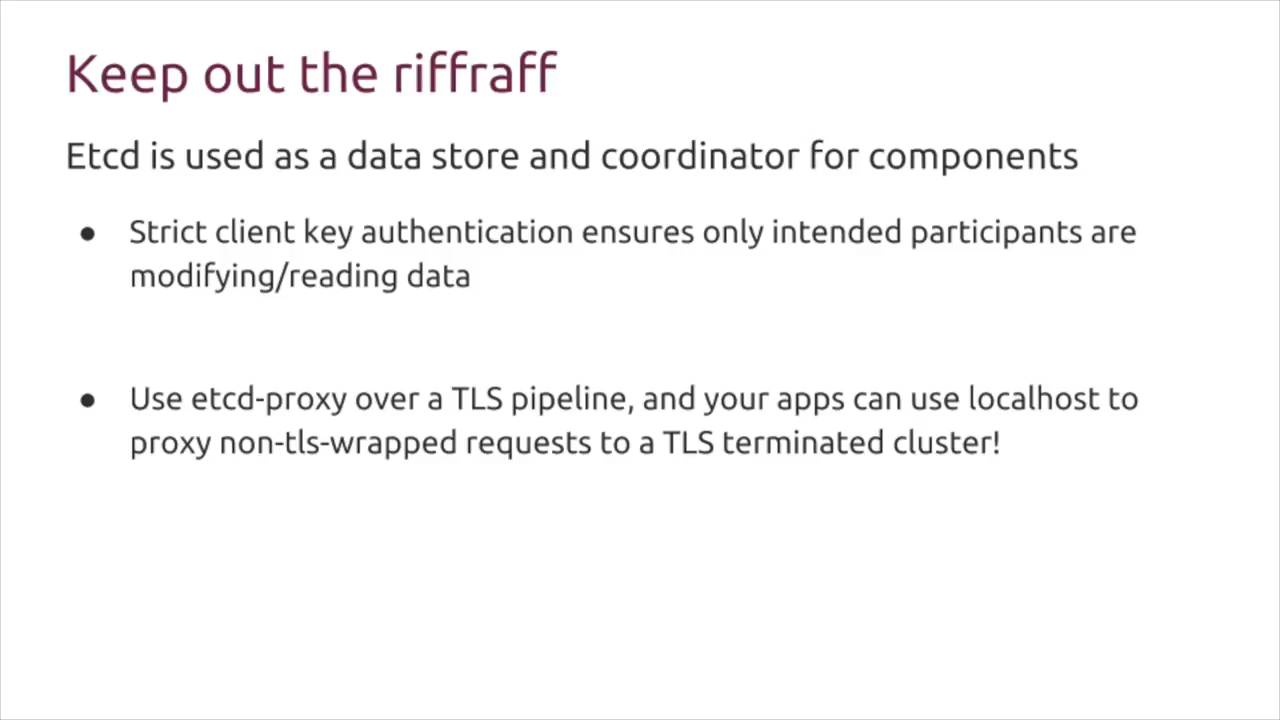 Keep out the riffraff
Etcd is used as a data store and coordinator for components
● Strict client key authentication ensures only intended participants are
modifying/reading data
● Use etcd-proxy over a TLS pipeline, and your apps can use localhost to
proxy non-tls-wrapped requests to a TLS terminated cluster!